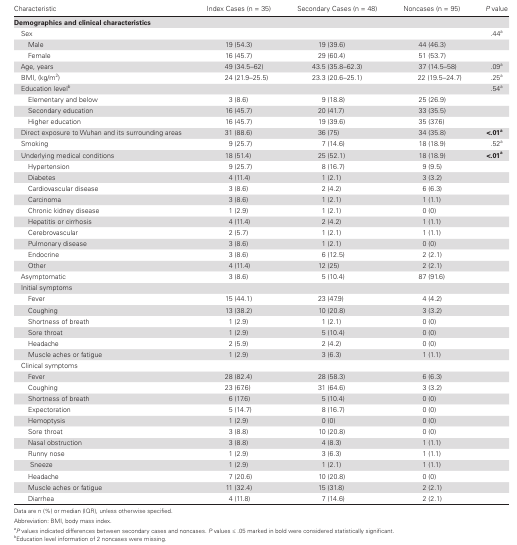 Characteristic Index Cases (n = 35) Secondary Cases (n = 48) Noncases (n = 95) P value
Demographics and clinical characteristics
Sex .44a
Male 19 (54.3) 19 (39.6) 44 (46.3)
Female 16 (45.7) 29 (60.4) 51 (53.7)
Age, years 49 (34.5–62) 43.5 (35.8–62.3) 37 (14.5–58) .09a
BMI, (kg/m2) 24 (21.9–25.5) 23.3 (20.6–25.1) 22 (19.5–24.7) .25a
Education levelb .54a
Elementary and below 3 (8.6) 9 (18.8) 25 (26.9)
Secondary education 16 (45.7) 20 (41.7) 33 (35.5)
Higher education 16 (45.7) 19 (39.6) 35 (37.6)
Direct exposure to Wuhan and its surrounding areas 31 (88.6) 36 (75) 34 (35.8) <.01a
Smoking 9 (25.7) 7 (14.6) 18 (18.9) .52a
Underlying medical conditions 18 (51.4) 25 (52.1) 18 (18.9) <.01a
Hypertension 9 (25.7) 8 (16.7) 9 (9.5)
Diabetes 4 (11.4) 1 (2.1) 3 (3.2)
Cardiovascular disease 3 (8.6) 2 (4.2) 6 (6.3)
Carcinoma 3 (8.6) 1 (2.1) 1 (1.1)
Chronic kidney disease 1 (2.9) 1 (2.1) 0 (0)
Hepatitis or cirrhosis 4 (11.4) 2 (4.2) 1 (1.1)
Cerebrovascular 2 (5.7) 1 (2.1) 1 (1.1)
Pulmonary disease 3 (8.6) 1 (2.1) 0 (0)
Endocrine 3 (8.6) 6 (12.5) 2 (2.1)
Other 4 (11.4) 12 (25) 2 (2.1)
Asymptomatic 3 (8.6) 5 (10.4) 87 (91.6)
Initial symptoms
Fever 15 (44.1) 23 (47.9) 4 (4.2)
Coughing 13 (38.2) 10 (20.8) 3 (3.2)
Shortness of breath 1 (2.9) 1 (2.1) 0 (0)
Sore throat 1 (2.9) 5 (10.4) 0 (0)
Headache 2 (5.9) 2 (4.2) 0 (0)
Muscle aches or fatigue 1 (2.9) 3 (6.3) 1 (1.1)
Clinical symptoms
Fever 28 (82.4) 28 (58.3) 6 (6.3)
Coughing 23 (67.6) 31 (64.6) 3 (3.2)
Shortness of breath 6 (17.6) 5 (10.4) 0 (0)
Expectoration 5 (14.7) 8 (16.7) 0 (0)
Hemoptysis 1 (2.9) 0 (0) 0 (0)
Sore throat 3 (8.8) 10 (20.8) 0 (0)
Nasal obstruction 3 (8.8) 4 (8.3) 1 (1.1)
Runny nose 1 (2.9) 3 (6.3) 1 (1.1)
Sneeze 1 (2.9) 1 (2.1) 1 (1.1)
Headache 7 (20.6) 10 (20.8) 0 (0)
Muscle aches or fatigue 11 (32.4) 15 (31.8) 2 (2.1)
Diarrhea 4 (11.8) 7 (14.6) 2 (2.1)
Data are n (%) or median (IQR), unless otherwise specified.
Abbreviation: BMI, body mass index.
aP values indicated differences between secondary cases and noncases. P values ≤ .05 marked in bold were considered statistically significant.
bEducation level information of 2 noncases were missing.